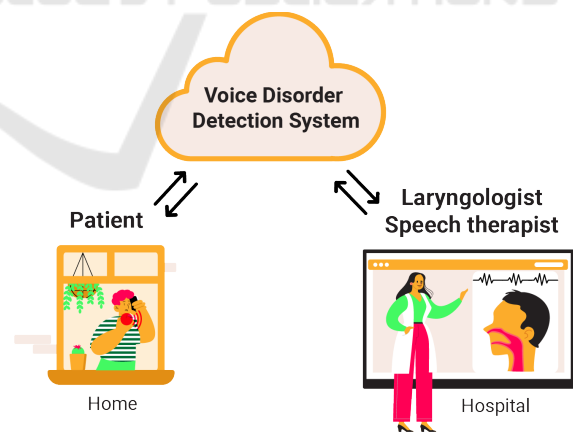 Voice Disorder
Detection System
Patient
Laryngologist
Speech therapist
Home
Hospital